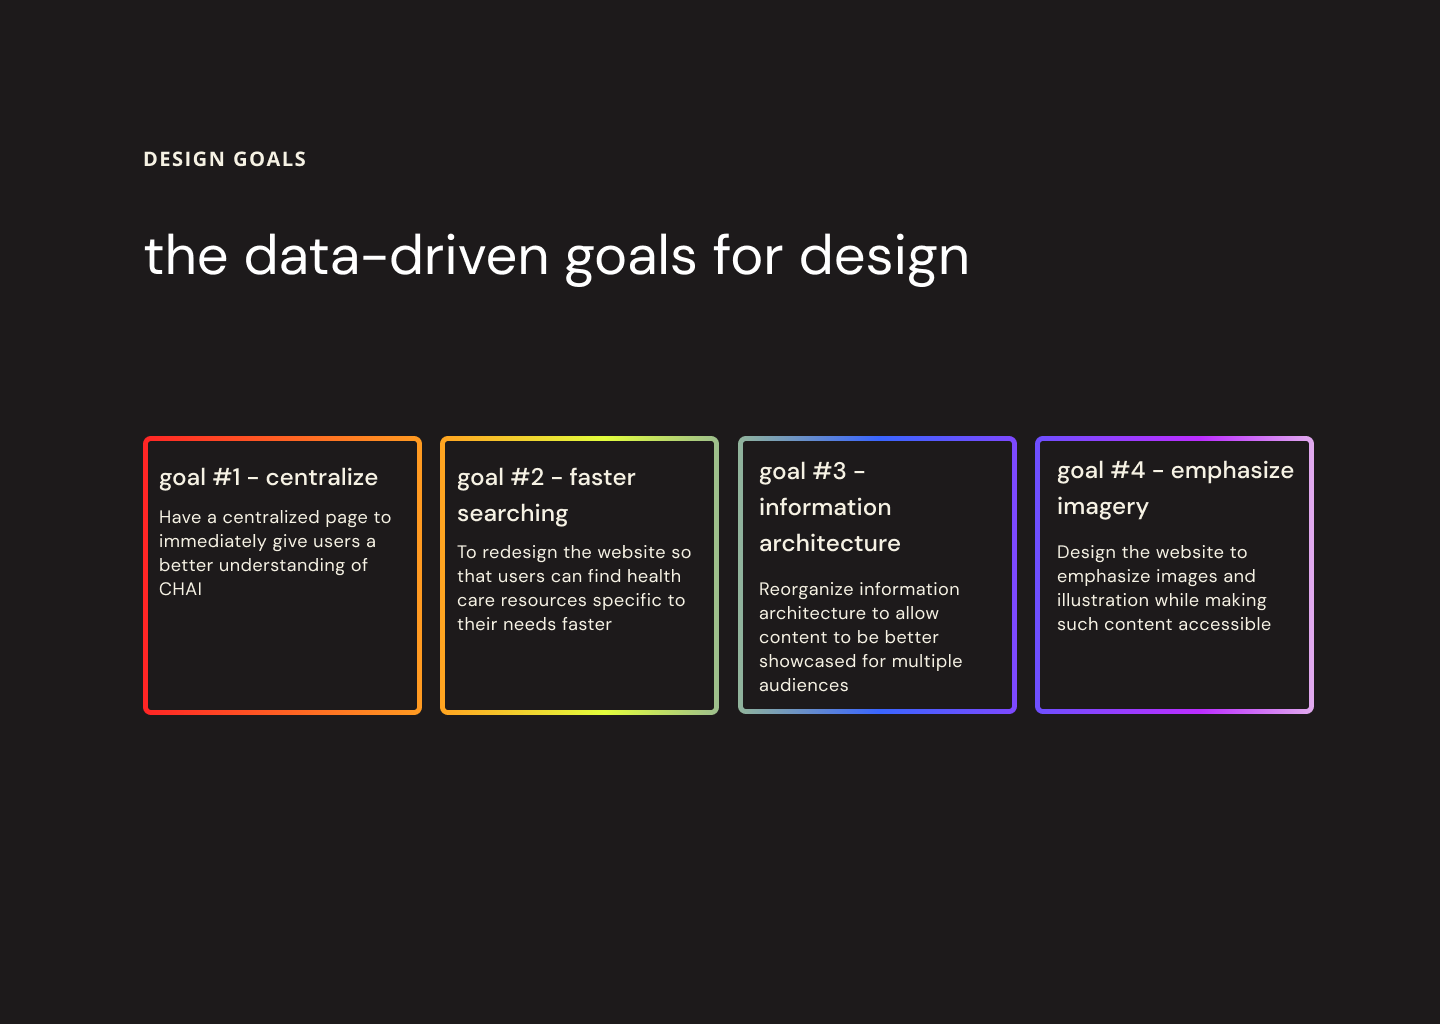 DESIGN GOALS
the data-driven goals for design
goal #1 - centralize
Have a centralized page to
immediately give users a
better understanding of
CHAI
goal #2 - faster
searching
To redesign the website so
that users can find health
care resources specific to
their needs faster
goal #3 -
information
architecture
Reorganize information
architecture to allow
content to be better
showcased for multiple
audiences
goal #4 - emphasize
imagery
Design the website to
emphasize images and
illustration while making
such content accessible